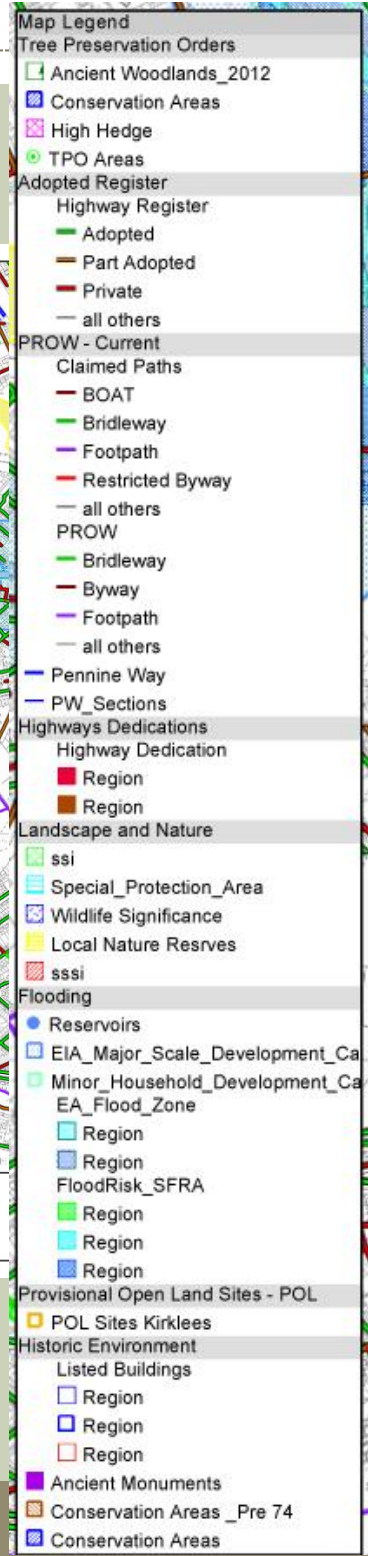 Map Legend
Tree Preservation Orders
Ancient Woodlands_2012
Conservation Areas
High Hedge
TPO Areas
Adopted Register
Highway Register
Adopted
Part Adopted
Private
all others
PROW - Current
Claimed Paths
BOAT
Bridleway
Footpath
Restricted Byway
all others
PROW
Bridleway
Byway
Footpath
all others
Pennine Way
PW_Sections
Highways Dedications
Highway Dedication
Region
Region
Landscape and Nature
ssi
Special_Protection_Area
Wildlife Significance
Local Nature Resrves
sssi
Flooding
Reservoirs
EIA_Major_Scale_Development_Ca
Minor_Household_Development_Ca
EA_Flood_Zone
Region
Region
FloodRisk_SFRA
Region
Region
Region
Provisional Open Land Sites - POL
POL Sites Kirklees
Historic Environment
Listed Buildings
Region
Region
Region
Ancient Monuments
Conservation Areas _Pre 74
Conservation Areas